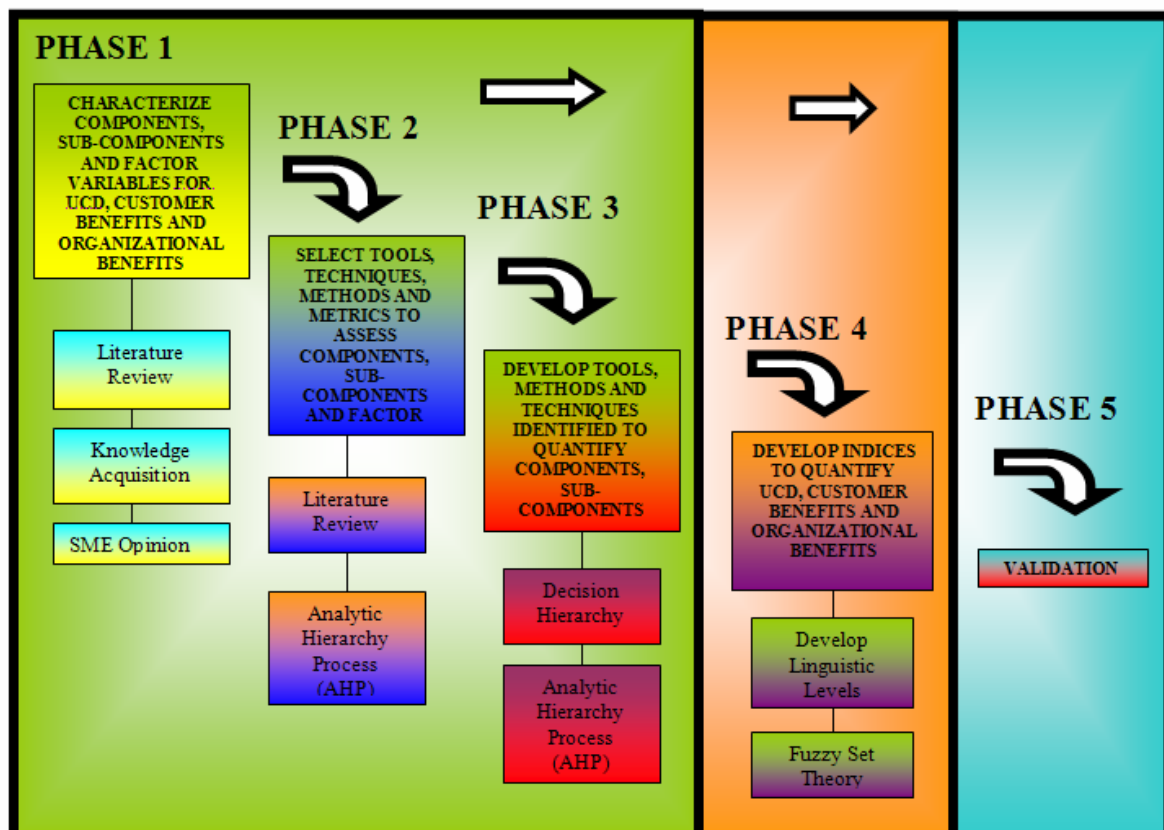 PHASE 1
CHARACTERIZE
COMPONENTS,
SUB-COMPONENTS
AND FACTOR
VARIABLES FOR
UCD, CUSTOMER
BENEFITS AND
ORGANIZATIONAL
BENEFITS
Literature
Review
Knowledge
Acquisition
SME Opinion
PHASE 2
SELECT TOOLS,
TECHNIQUES,
METHODS AND
METRICS TO
ASSESS
COMPONENTS,
SUB-
COMPONENTS
AND FACTOR
Literature
Review
Analytic
Hierarchy
Process
(AHP)
PHASE 3
DEVELOP TOOLS,
METHODS AND
TECHNIQUES
IDENTIFIED TO
QUANTIFY
COMPONENTS,
SUB-
COMPONENTS
Decision
Hierarchy
Analytic
Hierarchy
Process
(AHP)
PHASE 4
DEVELOP INDICES
TO QUANTIFY
UCD, CUSTOMER
BENEFITS AND
ORGANIZATIONAL
BENEFITS
Develop
Linguistic
Levels
Fuzzy Set
Theory
PHASE 5
VALIDATION